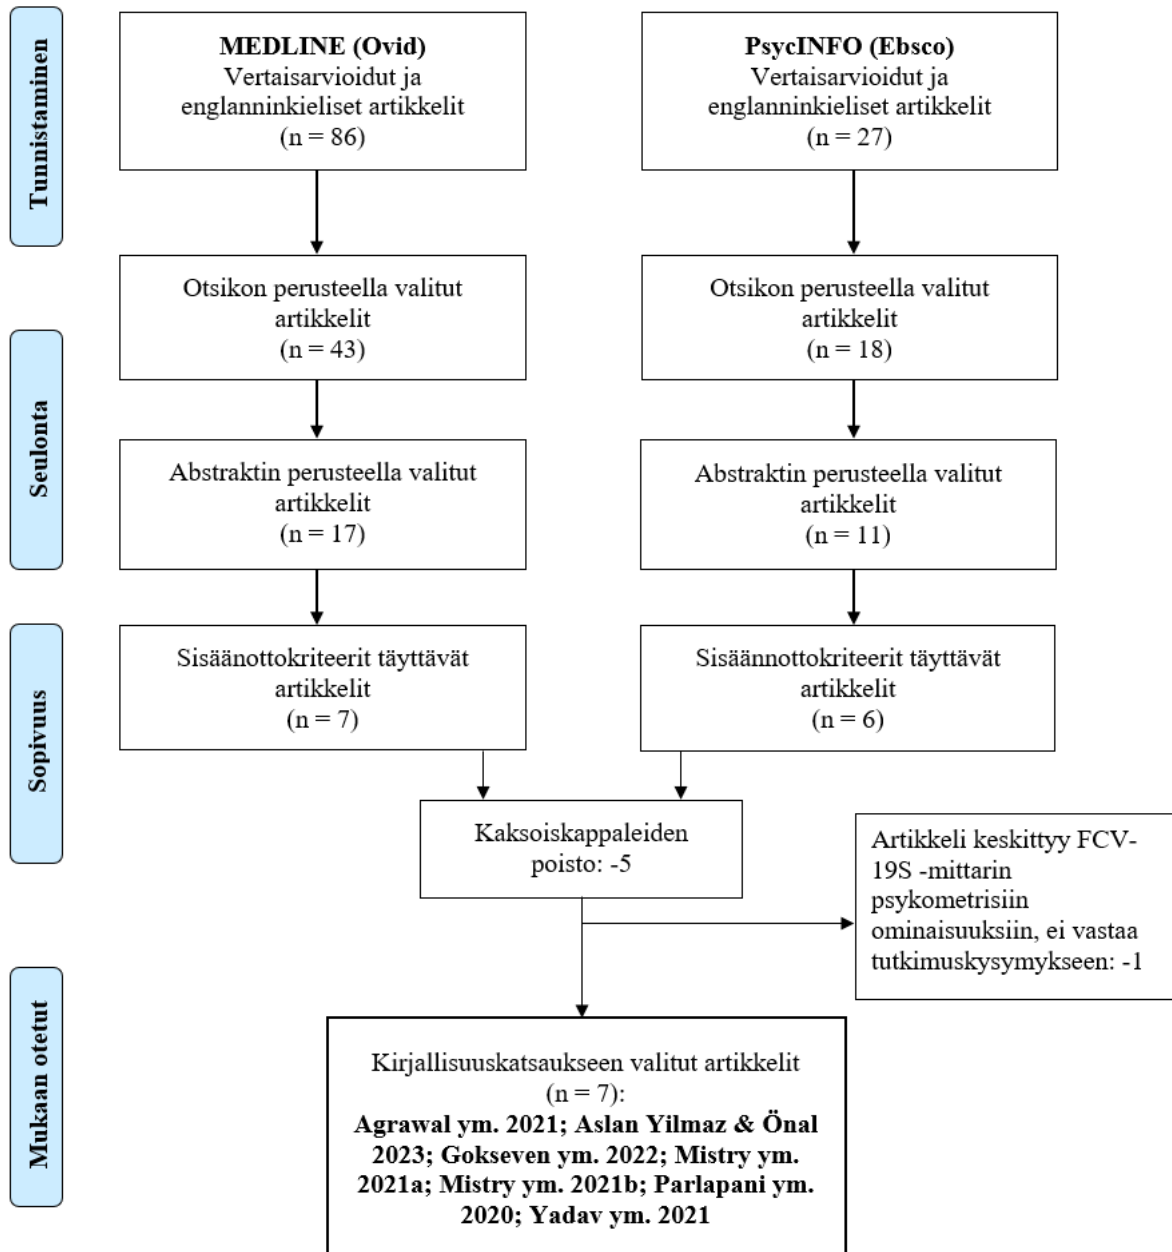 Tunnistaminen
MEDLINE (Ovid)
Vertaisarvioidut ja
englanninkieliset artikkelit
(n = 86)
PsycINFO (Ebsco)
Vertaisarvioidut ja
englanninkieliset artikkelit
(n = 27)
Otsikon perusteella valitut
artikkelit
(n = 43)
Otsikon perusteella valitut
artikkelit
(n = 18)
Seulonta
Abstraktin perusteella valitut
artikkelit
(n = 17)
Abstraktin perusteella valitut
artikkelit
(n = 11)
Sopivuus
Sisäänottokriteerit täyttävät
artikkelit
(n = 7)
Sisäännottokriteerit täyttävät
artikkelit
(n = 6)
Kaksoiskappaleiden
poisto: -5
Artikkeli keskittyy FCV-
19S -mittarin
psykometrisiin
ominaisuuksiin, ei vastaa
tutkimuskysymykseen: -1
Mukaan otetut
Kirjallisuuskatsaukseen valitut artikkelit
(n = 7):
Agrawal ym. 2021; Aslan Yilmaz & Önal
2023; Gokseven ym. 2022; Mistry ym.
2021a; Mistry ym. 2021b; Parlapani ym.
2020; Yadav ym. 2021